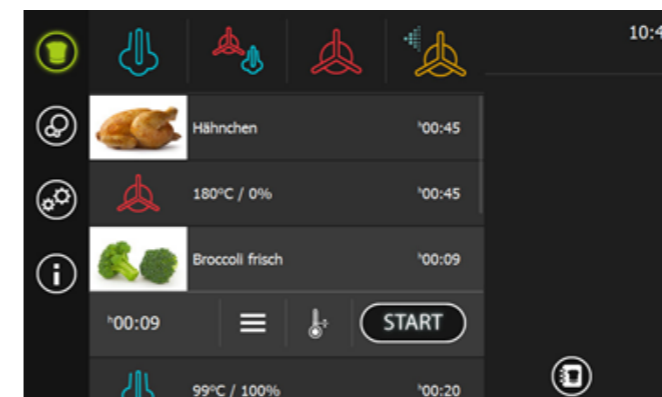 10:4
Hähnchen h00:45
180°C / 0% h00:45
Broccoli frisch h00:09
h00:09 START
99°C / 100% h00:20